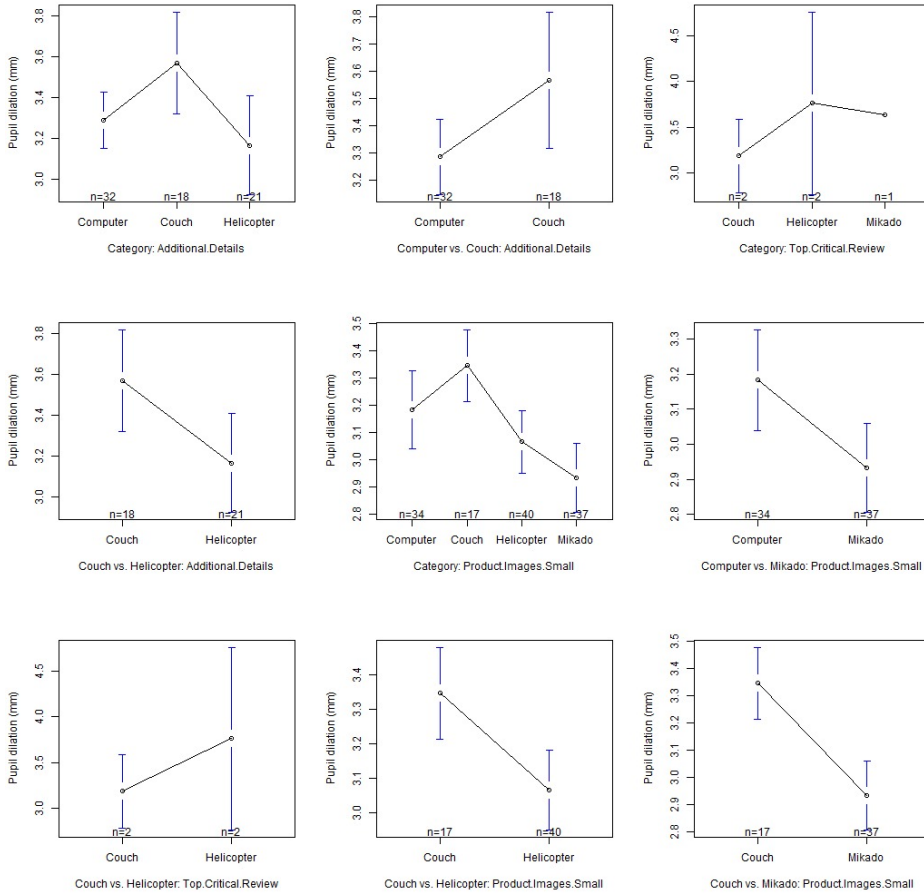 Pupil dilation (mm)
3.8
3.6
3.4
3.2
3.0
n=32 n=18 n=21
Computer Couch Helicopter
Category: Additional.Details
Pupil dilation (mm)
3.8
3.7
3.6
3.5
3.4
3.3
3.2
n=32 n=18
Computer Couch
Computer vs. Couch: Additional.Details
Pupil dilation (mm)
4.5
4.0
3.5
3.0
n=2 n=2 n=1
Couch Helicopter Mikado
Category: Top.Critical.Review
Pupil dilation (mm)
3.8
3.6
3.4
3.2
3.0
n=18 n=21
Couch Helicopter
Couch vs. Helicopter: Additional.Details
Pupil dilation (mm)
3.5
3.4
3.3
3.2
3.1
3.0
2.9
2.8
n=34 n=17 n=40 n=37
Computer Couch Helicopter Mikado
Category: Product.Images.Small
Pupil dilation (mm)
3.3
3.2
3.1
3.0
2.9
2.8
n=34 n=37
Computer Mikado
Computer vs. Mikado: Product.Images.Small
Pupil dilation (mm)
4.5
4.0
3.5
3.0
n=2 n=2
Couch Helicopter
Couch vs. Helicopter: Top.Critical.Review
Pupil dilation (mm)
3.4
3.3
3.2
3.1
3.0
n=17 n=40
Couch Helicopter
Couch vs. Helicopter: Product.Images.Small
Pupil dilation (mm)
3.5
3.4
3.3
3.2
3.1
3.0
2.9
2.8
n=17 n=37
Couch Mikado
Couch vs. Mikado: Product.Images.Small